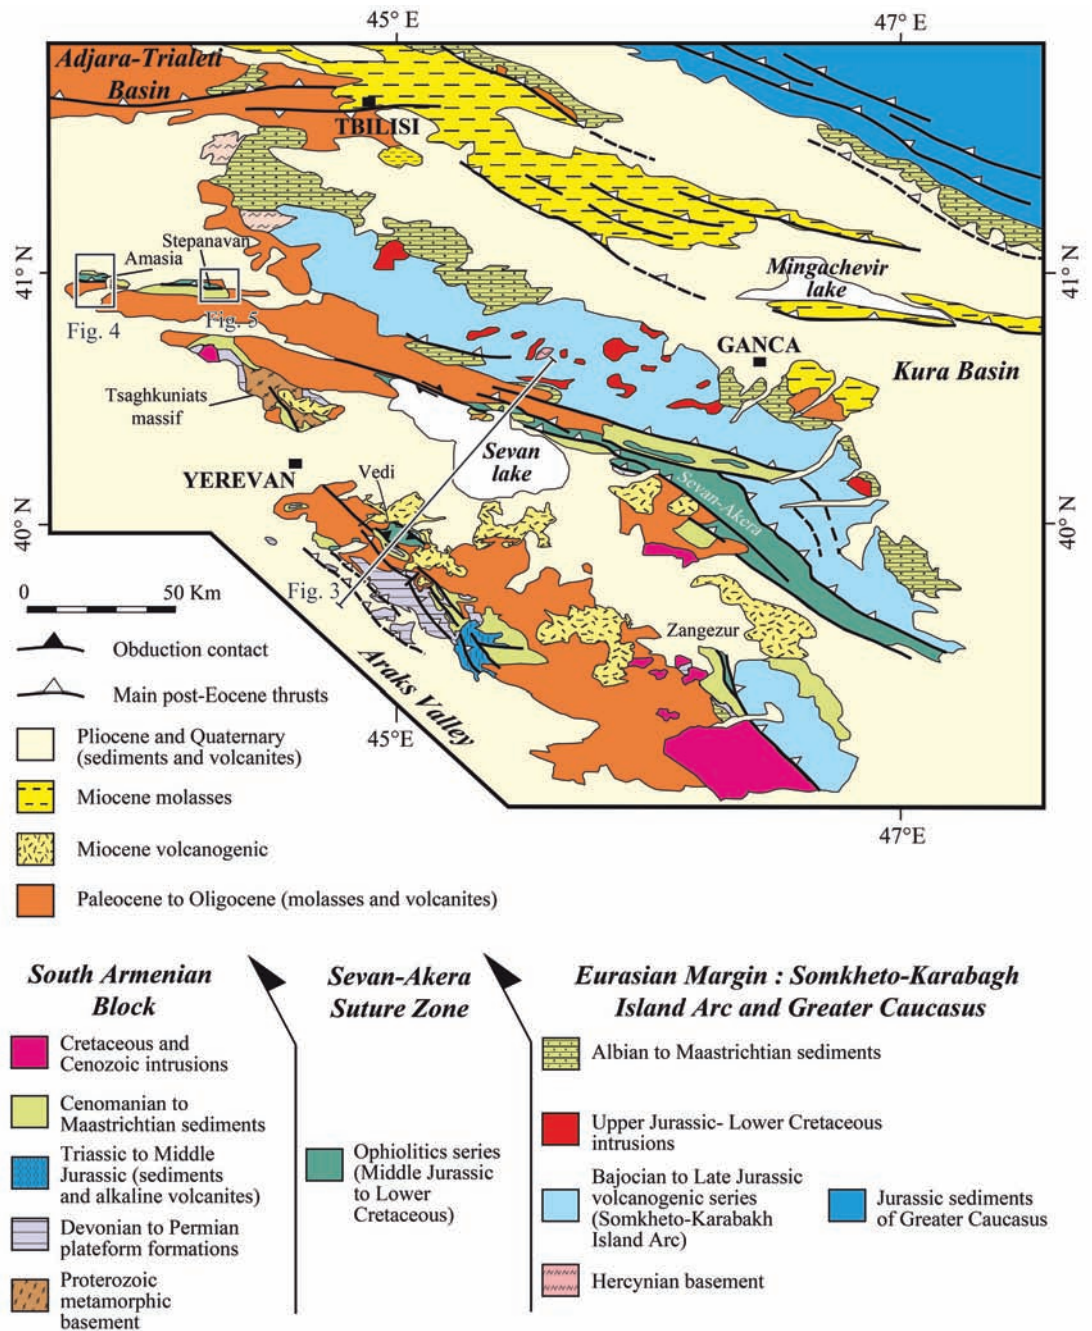 45° E
47° E
Adjara-Trialeti
Basin
TBILISI
41° N
41° N
Stepanavan
Amasia
Mingachevir
lake
Fig. 4
Fig. 5
GANCA
Kura Basin
Tsaghkuniats
massif
Sevan
lake
YEREVAN
Vedi
Sevan-Akera
40° N
40° N
0
50 Km
Fig. 3
Zangezur
Araks Valley
45°E
47°E
Obduction contact
Main post-Eocene thrusts
Pliocene and Quaternary
(sediments and volcanites)
Miocene molasses
Miocene volcanogenic
Paleocene to Oligocene (molasses and volcanites)
South Armenian
Block
Cretaceous and
Cenozoic intrusions
Cenomanian to
Maastrichtian sediments
Triassic to Middle
Jurassic (sediments
and alkaline volcanites)
Devonian to Permian
plateform formations
Proterozoic
metamorphic
basement
Sevan-Akera
Suture Zone
Ophiolitics series
(Middle Jurassic
to Lower
Cretaceous)
Eurasian Margin : Somkheto-Karabagh
Island Arc and Greater Caucasus
Albian to Maastrichtian sediments
Upper Jurassic- Lower Cretaceous
intrusions
Bajocian to Late Jurassic
volcanogenic series
(Somkheto-Karabakh
Island Arc)
Jurassic sediments
of Greater Caucasus
Hercynian basement